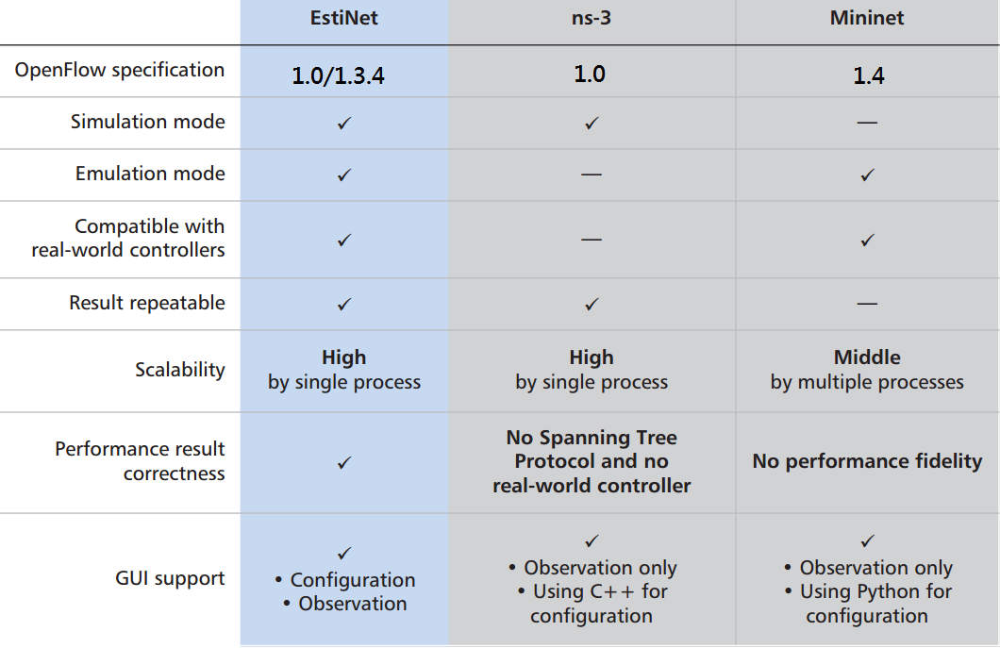 EstiNet ns-3 Mininet
OpenFlow specification 1.0/1.3.4 1.0 1.4
Simulation mode ✓ ✓ —
Emulation mode ✓ — ✓
Compatible with
real-world controllers ✓ — ✓
Result repeatable ✓ ✓ —
Scalability
High
by single process
High
by single process
Middle
by multiple processes
Performance result
correctness
✓
No Spanning Tree
Protocol and no
real-world controller
No performance fidelity
GUI support
✓
• Configuration
• Observation
✓
• Observation only
• Using C++ for
configuration
✓
• Observation only
• Using Python for
configuration